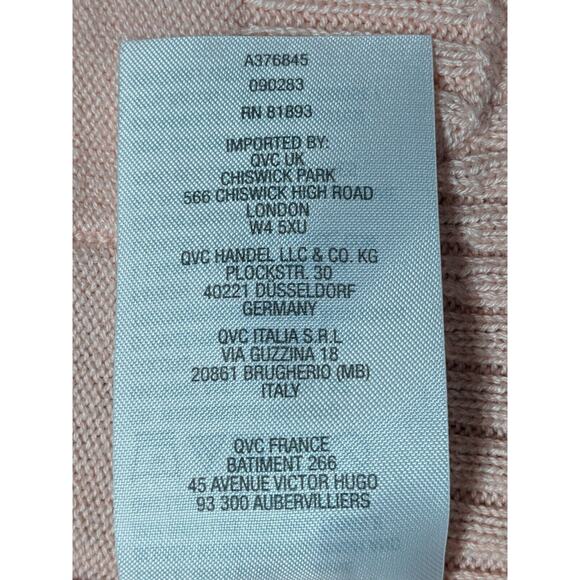 A376845
090283
RN 81893
IMPORTED BY:
QVC UK
CHISWICK PARK
566 CHISWICK HIGH ROAD
LONDON
W4 5XU
QVC HANDEL LLC & CO. KG
PLOCKSTR. 30
40221 DÜSSELDORF
GERMANY
QVC ITALIA S.R.L
VIA GUZZINA 18
20861 BRUGHERIO (MB)
ITALY
QVC FRANCE
BATIMENT 266
45 AVENUE VICTOR HUGO
93 300 AUBERVILLIERS